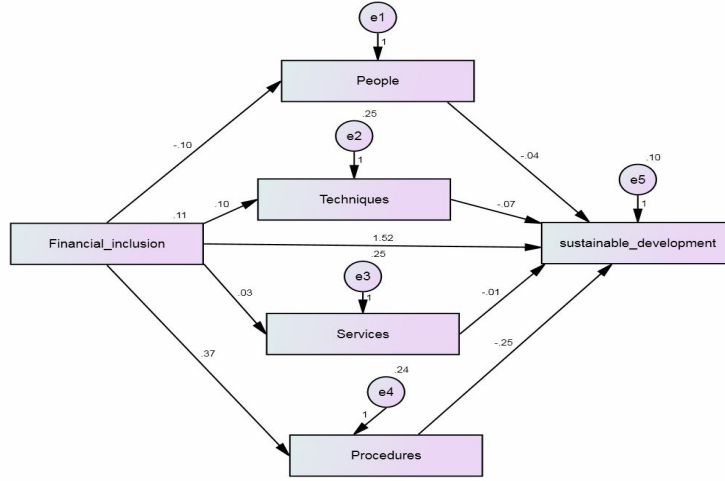 e1
1
People
.25
e2
-.10
1
-.04
.10
e5
Techniques
.10
.11
-.07
1
Financial_inclusion
1.52
sustainable_development
.25
e3
.03
1
-.01
Services
.37
-.25
.24
e4
1
Procedures